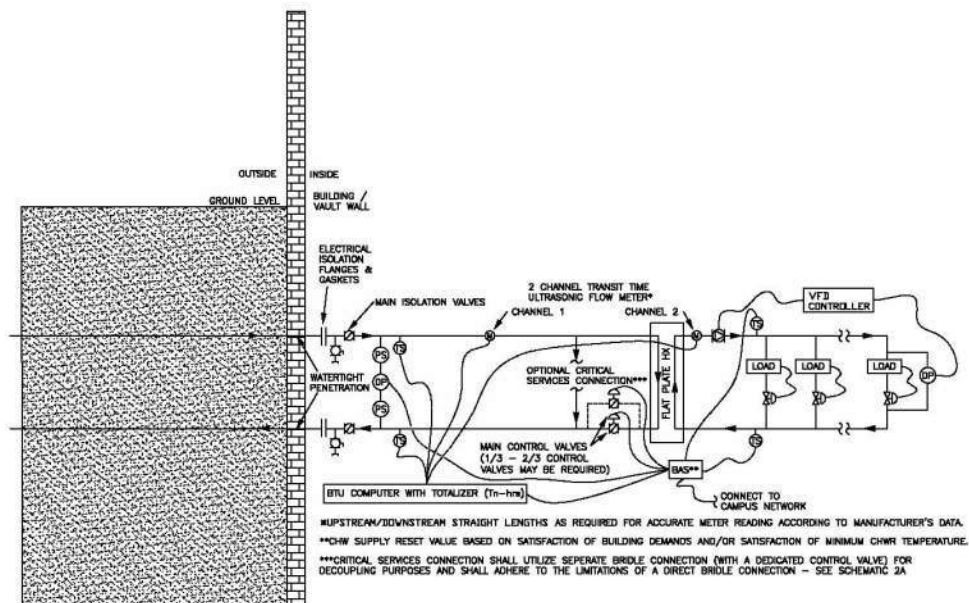 OUTSIDE
INSIDE
GROUND LEVEL
BUILDING /
VAULT WALL
ELECTRICAL
ISOLATION
FLANGES &
GASKETS
MAIN ISOLATION VALVES
2 CHANNEL TRANSIT TIME
ULTRASONIC FLOW METER*
CHANNEL 1
CHANNEL 2
VFD
CONTROLLER
M
M
TS
PS
TS
DP
PS
TS
WATERTIGHT
PENETRATION
OPTIONAL CRITICAL
SERVICES CONNECTION***
FLAT PLATE HX
LOAD
LOAD
LOAD
DP
TS
MAIN CONTROL VALVES
(1/3 - 2/3 CONTROL
VALVES MAY BE REQUIRED)
BAS**
BTU COMPUTER WITH TOTALIZER (Tn-hrs)
CONNECT TO
CAMPUS NETWORK
*UPSTREAM/DOWNSTREAM STRAIGHT LENGTHS AS REQUIRED FOR ACCURATE METER READING ACCORDING TO MANUFACTURER'S DATA.
**CHW SUPPLY RESET VALUE BASED ON SATISFACTION OF BUILDING DEMANDS AND/OR SATISFACTION OF MINIMUM CHWR TEMPERATURE.
***CRITICAL SERVICES CONNECTION SHALL UTILIZE SEPERATE BRIDLE CONNECTION (WITH A DEDICATED CONTROL VALVE) FOR
DECOUPLING PURPOSES AND SHALL ADHERE TO THE LIMITATIONS OF A DIRECT BRIDLE CONNECTION - SEE SCHEMATIC 2A